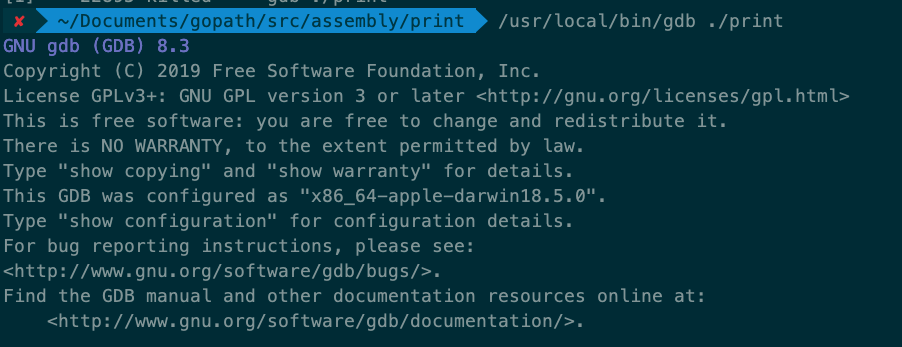 ✘ ~/Documents/gopath/src/assembly/print /usr/local/bin/gdb ./print
GNU gdb (GDB) 8.3
Copyright (C) 2019 Free Software Foundation, Inc.
License GPLv3+: GNU GPL version 3 or later <http://gnu.org/licenses/gpl.html>
This is free software: you are free to change and redistribute it.
There is NO WARRANTY, to the extent permitted by law.
Type "show copying" and "show warranty" for details.
This GDB was configured as "x86_64-apple-darwin18.5.0".
Type "show configuration" for configuration details.
For bug reporting instructions, please see:
<http://www.gnu.org/software/gdb/bugs/>.
Find the GDB manual and other documentation resources online at:
<http://www.gnu.org/software/gdb/documentation/>.